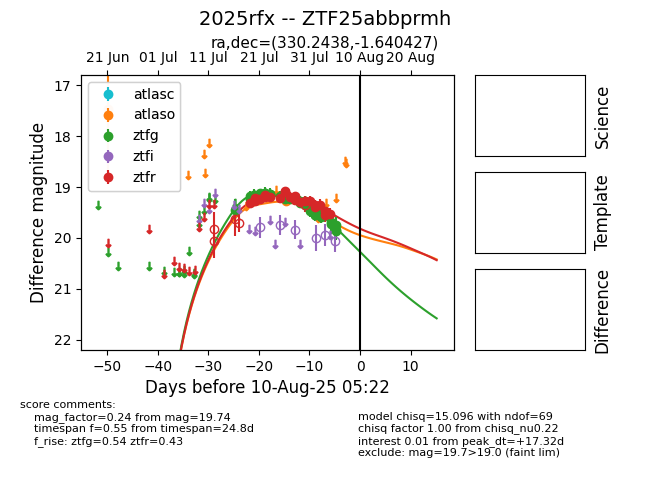 2025rfx -- ZTF25abbprmh
ra,dec=(330.2438,-1.640427)
21 Jun 01 Jul 11 Jul 21 Jul 31 Jul 10 Aug 20 Aug
17
18
19
20
21
22
Difference magnitude
atlasc
atlaso
ztfg
ztfi
ztfr
−50 −40 −30 −20 −10 0 10
Days before 10-Aug-25 05:22
Science
Template
Difference
score comments:
mag_factor=0.24 from mag=19.74
timespan f=0.55 from timespan=24.8d
f_rise: ztfg=0.54 ztfr=0.43
model chisq=15.096 with ndof=69
chisq factor 1.00 from chisq_nu0.22
interest 0.01 from peak_dt=+17.32d
exclude: mag=19.7>19.0 (faint lim)